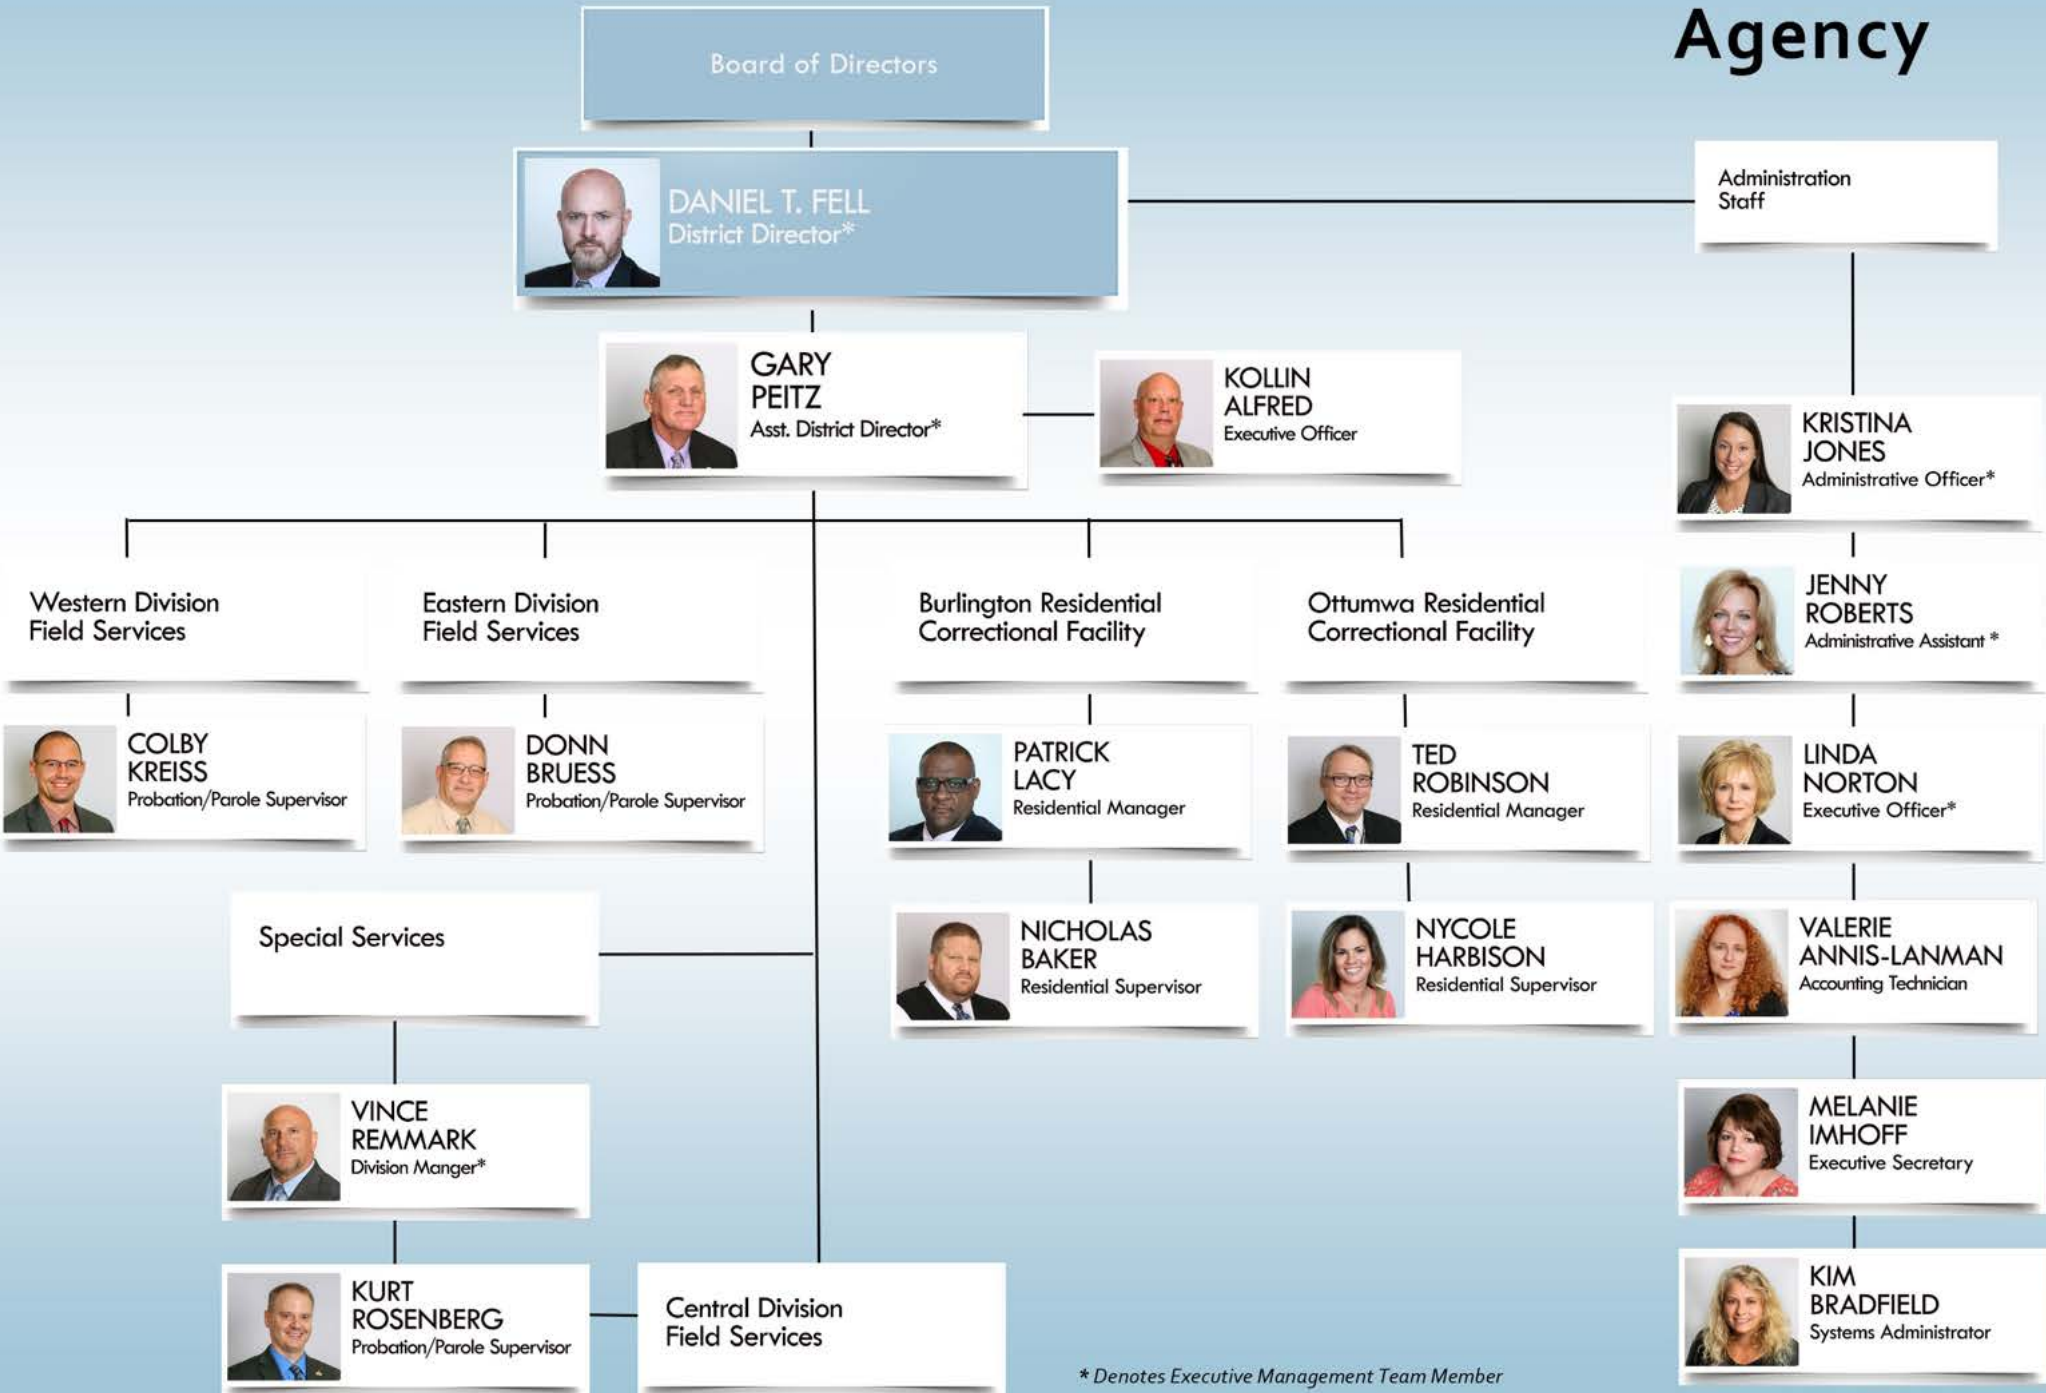 Agency
Board of Directors
DANIEL T. FELL
District Director*
Administration
Staff
GARY
PEITZ
Asst. District Director*
KOLLIN
ALFRED
Executive Officer
KRISTINA
JONES
Administrative Officer*
JENNY
ROBERTS
Administrative Assistant *
LINDA
NORTON
Executive Officer*
VALERIE
ANNIS-LANMAN
Accounting Technician
MELANIE
IMHOFF
Executive Secretary
KIM
BRADFIELD
Systems Administrator
Western Division
Field Services
COLBY
KREISS
Probation/Parole Supervisor
Eastern Division
Field Services
DONN
BRUESS
Probation/Parole Supervisor
Burlington Residential
Correctional Facility
PATRICK
LACY
Residential Manager
NICHOLAS
BAKER
Residential Supervisor
Ottumwa Residential
Correctional Facility
TED
ROBINSON
Residential Manager
NYCOLE
HARBISON
Residential Supervisor
Special Services
VINCE
REMMARK
Division Manger*
KURT
ROSENBERG
Probation/Parole Supervisor
Central Division
Field Services
* Denotes Executive Management Team Member